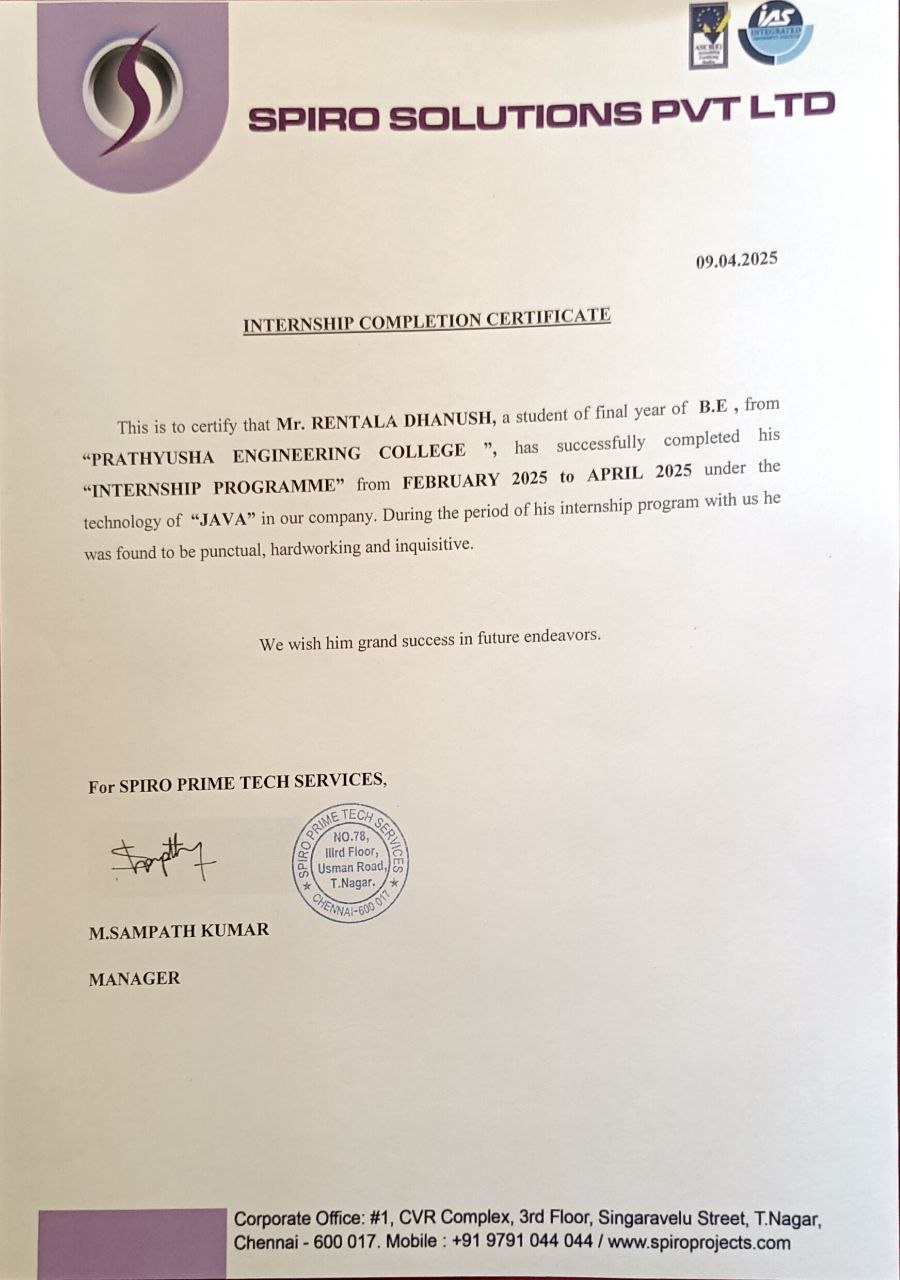 IAS
INTEGRATED
SPIRO SOLUTIONS PVT LTD
09.04.2025
INTERNSHIP COMPLETION CERTIFICATE
This is to certify that Mr. RENTALA DHANUSH, a student of final year of B.E , from
“PRATHYUSHA ENGINEERING COLLEGE ”, has successfully completed his
“INTERNSHIP PROGRAMME” from FEBRUARY 2025 to APRIL 2025 under the
technology of “JAVA” in our company. During the period of his internship program with us he
was found to be punctual, hardworking and inquisitive.
We wish him grand success in future endeavors.
For SPIRO PRIME TECH SERVICES,
SPIRO PRIME TECH SERVICES
NO.78,
IIIrd Floor,
Usman Road,
T.Nagar.
★ CHENNAI-600 017 ★
M.SAMPATH KUMAR
MANAGER
Corporate Office: #1, CVR Complex, 3rd Floor, Singaravelu Street, T.Nagar,
Chennai - 600 017. Mobile : +91 9791 044 044 / www.spiroprojects.com